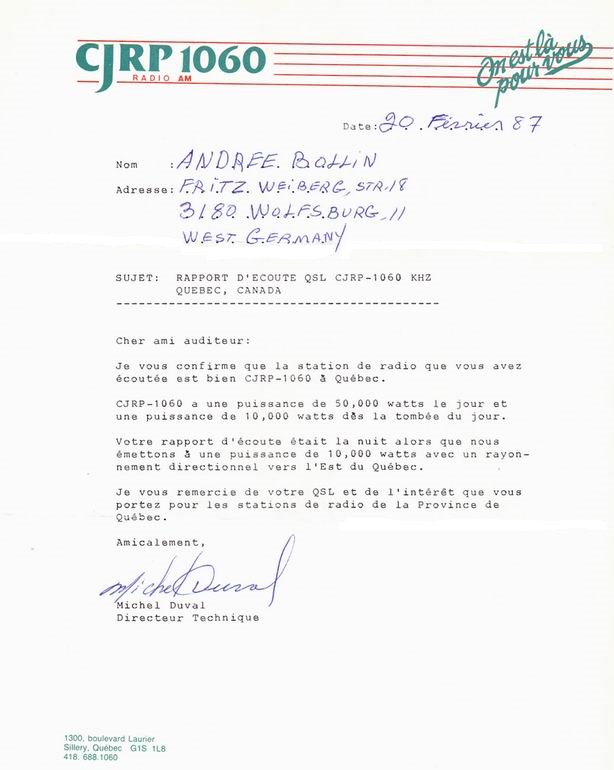 CJRP 1060
RADIO AM
On est là
pour vous
Date: 20. Février 87
Nom : ANDREE. BOLLIN
Adresse: FRITZ. WEIBERG, STR. 18
3180. WOLFSBURG, 11
WEST. GERMANY
SUJET: RAPPORT D'ECOUTE QSL CJRP-1060 KHZ
QUEBEC, CANADA
Cher ami auditeur:
Je vous confirme que la station de radio que vous avez
écoutée est bien CJRP-1060 à Québec.
CJRP-1060 a une puissance de 50,000 watts le jour et
une puissance de 10,000 watts dès la tombée du jour.
Votre rapport d'écoute était la nuit alors que nous
émettons à une puissance de 10,000 watts avec un rayon-
nement directionnel vers l'Est du Québec.
Je vous remercie de votre QSL et de l'intérêt que vous
portez pour les stations de radio de la Province de
Québec.
Amicalement,
Michel Duval
Michel Duval
Directeur Technique
1300, boulevard Laurier
Sillery, Québec G1S 1L8
418. 688.1060